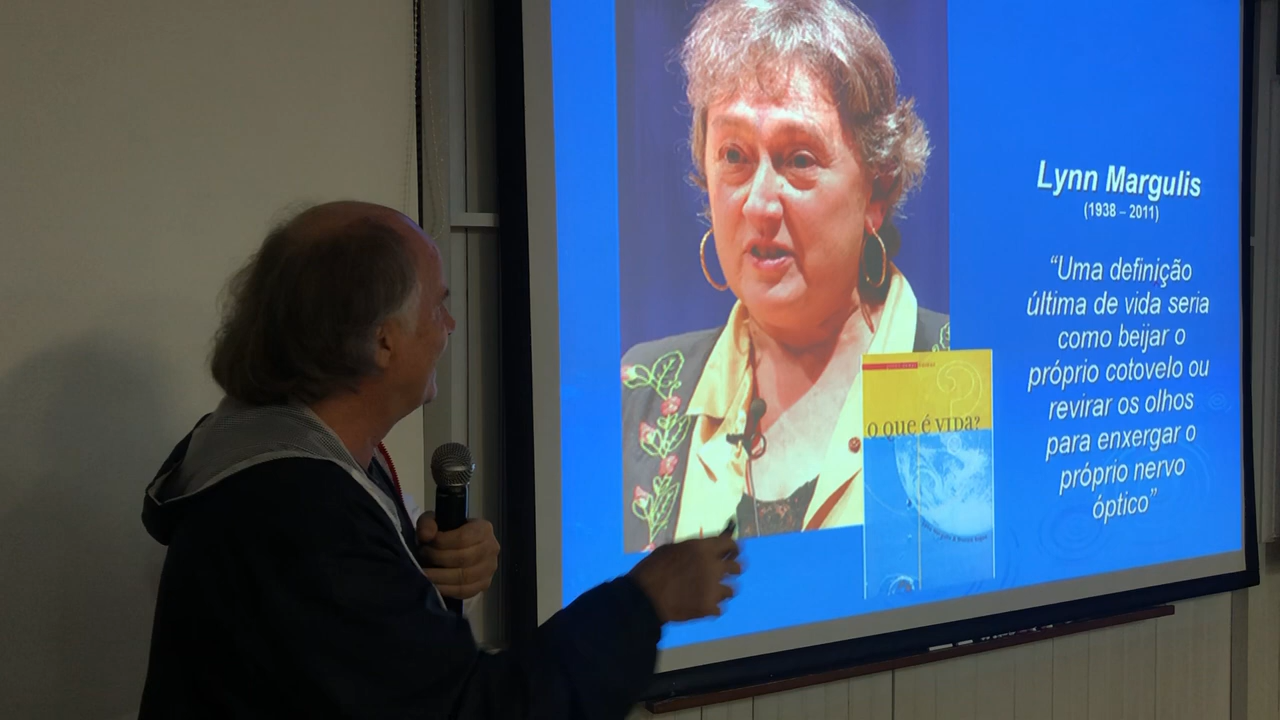 Lynn Margulis
(1938 – 2011)
“Uma definição
última de vida seria
como beijar o
próprio cotovelo ou
revirar os olhos
para enxergar o
próprio nervo
óptico”
o que é vida?